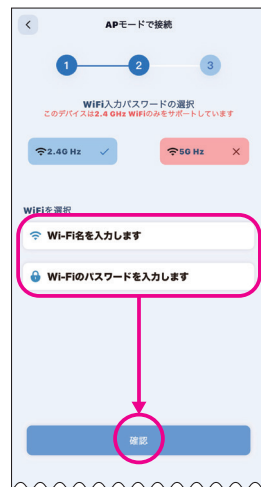 APモードで接続
1
2
3
WiFi入力パスワードの選択
このデバイスは2.4 GHz WiFiのみをサポートしています
2.4G Hz
5G Hz
WiFiを選択
Wi-Fi名を入力します
Wi-Fiのパスワードを入力します
確認